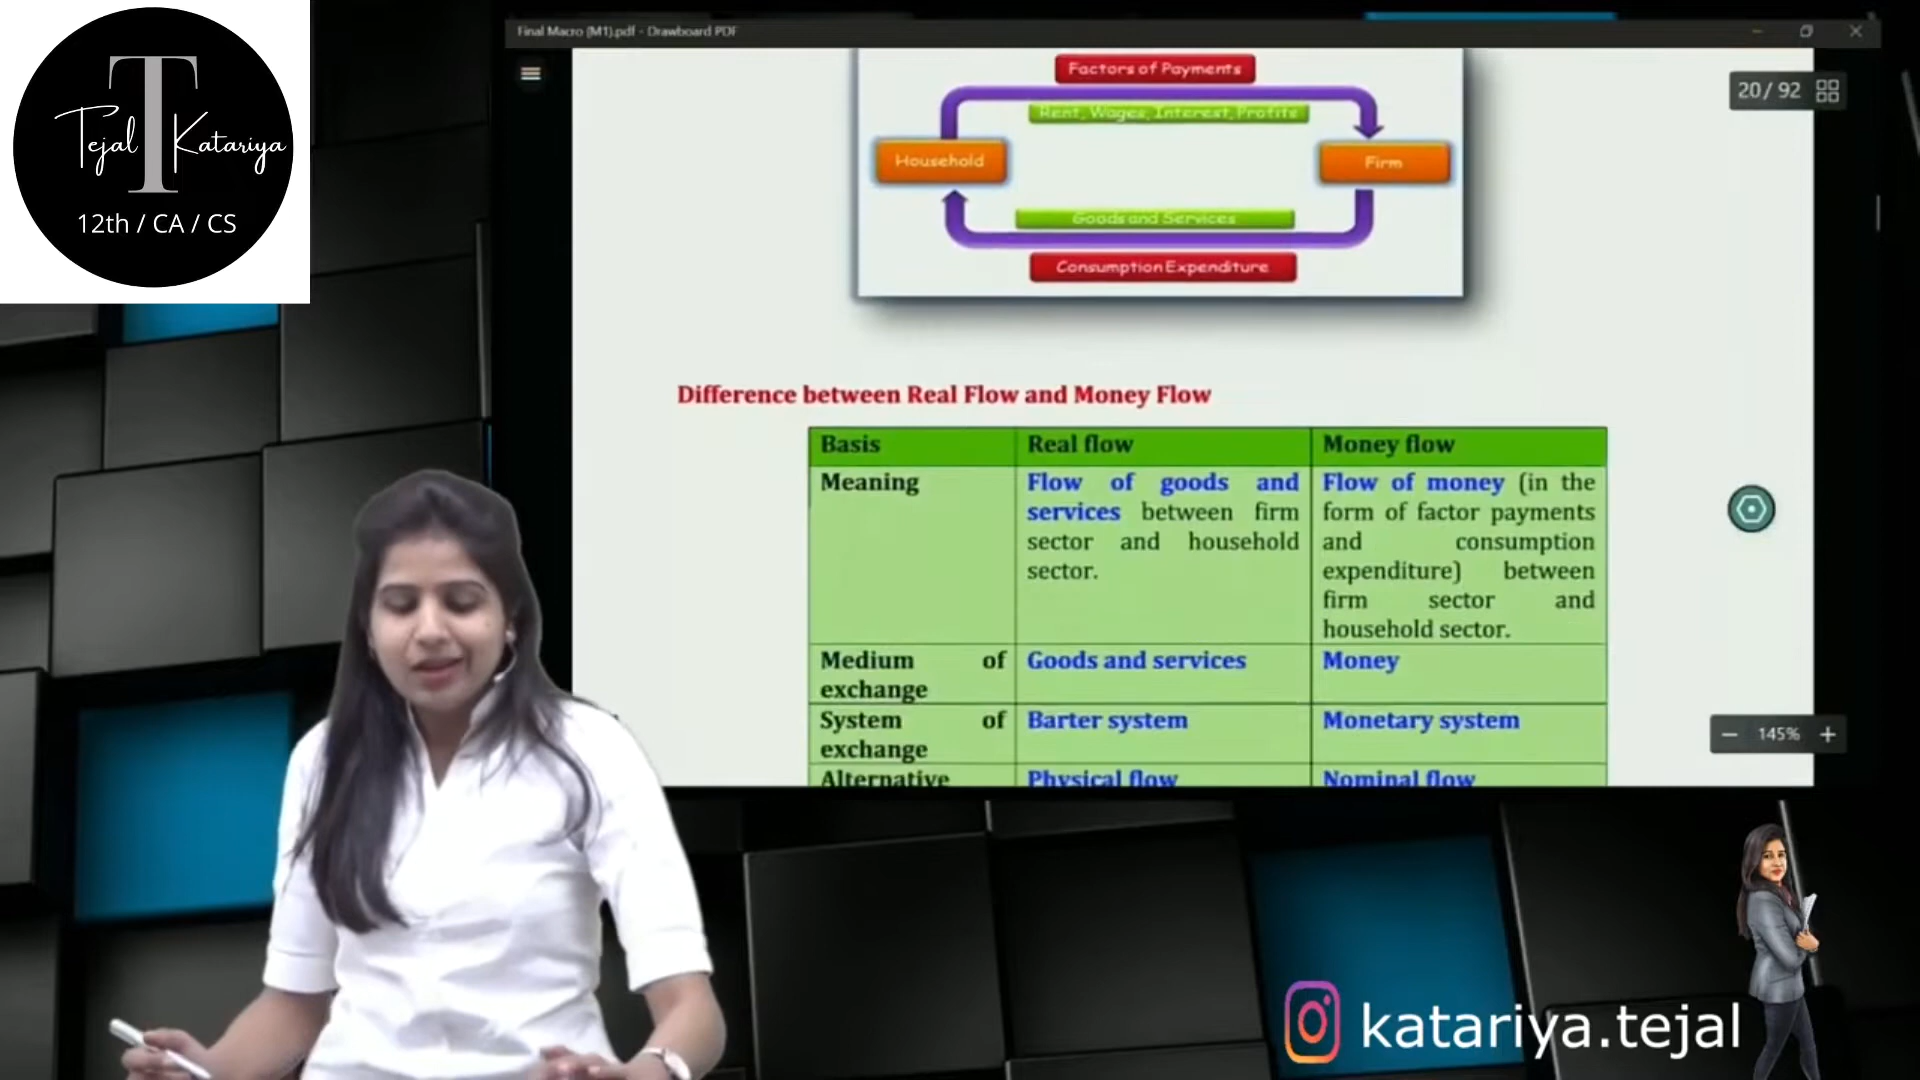 Tejal T Katariya
12th / CA / CS
Final Macro (M1).pdf - Drawboard PDF
20 / 92
Factors of Payments
Rent, Wages, Interest, Profits
Household
Firm
Goods and Services
Consumption Expenditure
Difference between Real Flow and Money Flow
Basis
Real flow
Money flow
Meaning
Flow of goods and
services between firm
sector and household
sector.
Flow of money (in the
form of factor payments
and consumption
expenditure) between
firm sector and
household sector.
Medium of
exchange
Goods and services
Money
System of
exchange
Barter system
Monetary system
Alternative
Physical flow
Nominal flow
145%
katariya.tejal